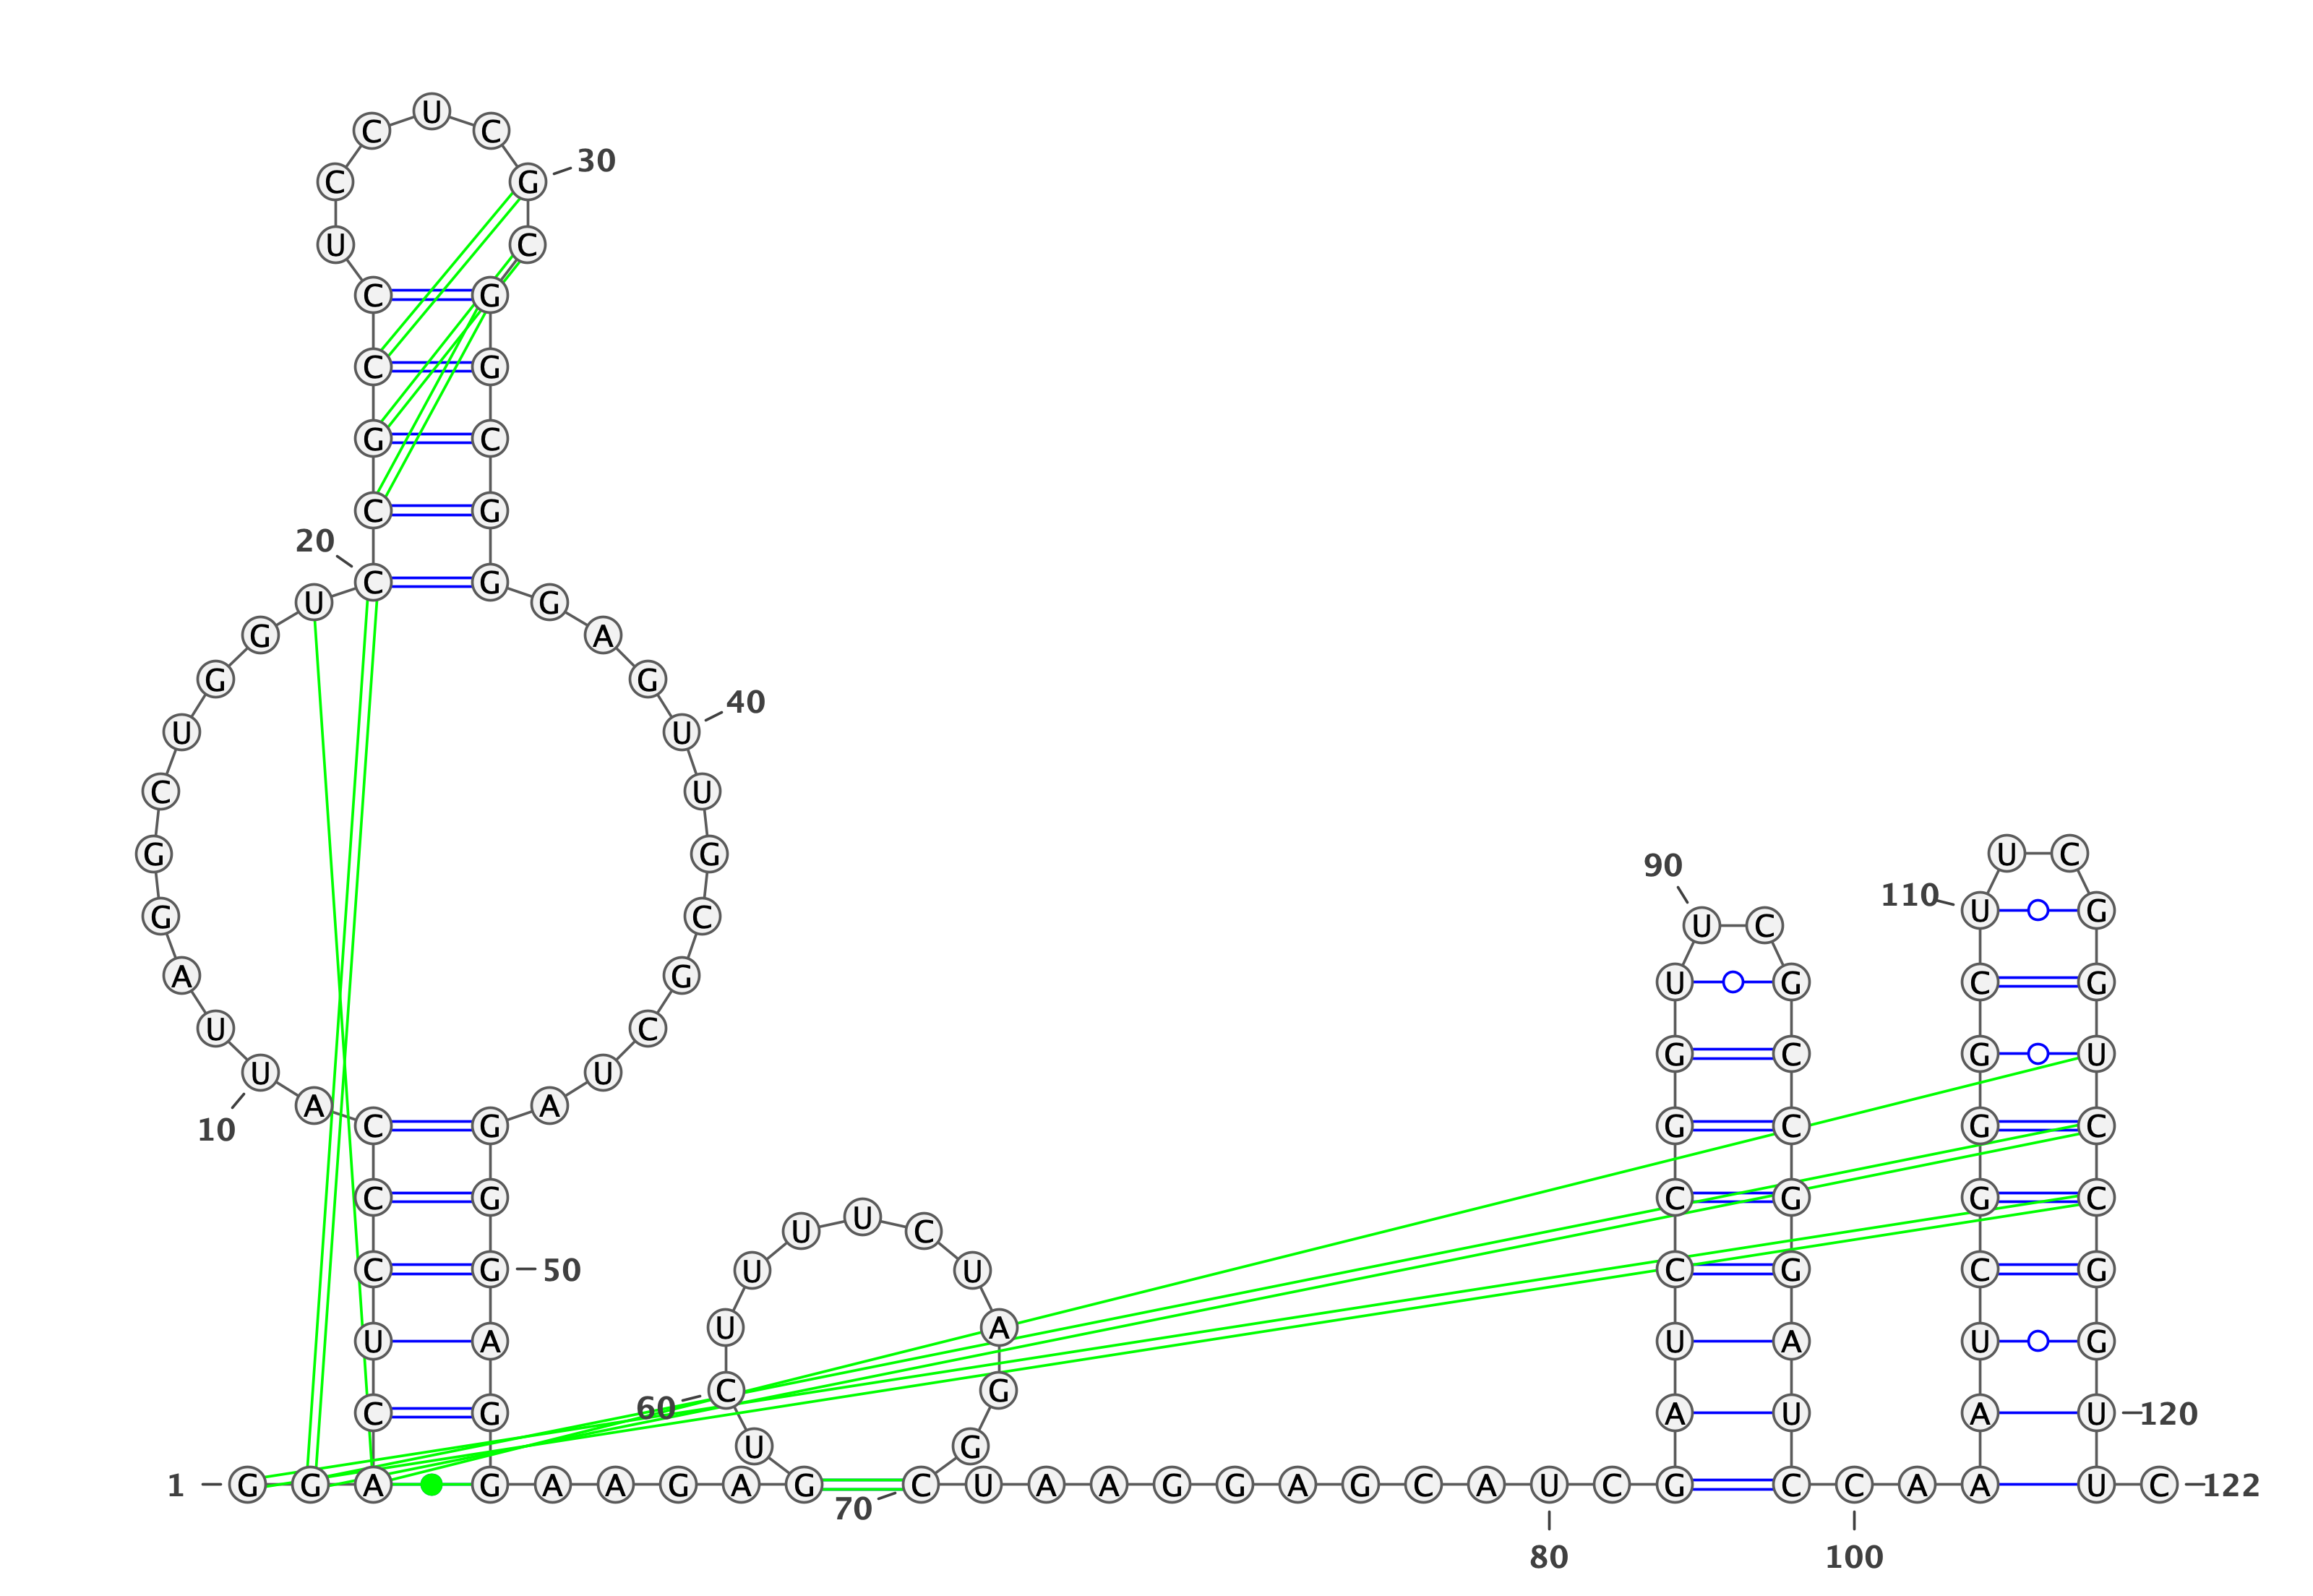 U
C C
30
C G
U C
C G
C G
G C
C G
20
C G
U G
G A
G G
40
U U
C U
G G U C
90
110
U G
G C
U C
A G U G C G
U C
G C G U
U U
A A
C G G C G C
10
C G C G G C
U
U C
C G 50 U U C G C G
U A
U A U A U G
C G
60
C G A U A U 120
U G
1 G G A G A A G A G C U A A G G A G C A U C G C C A A U C 122
70
80 100